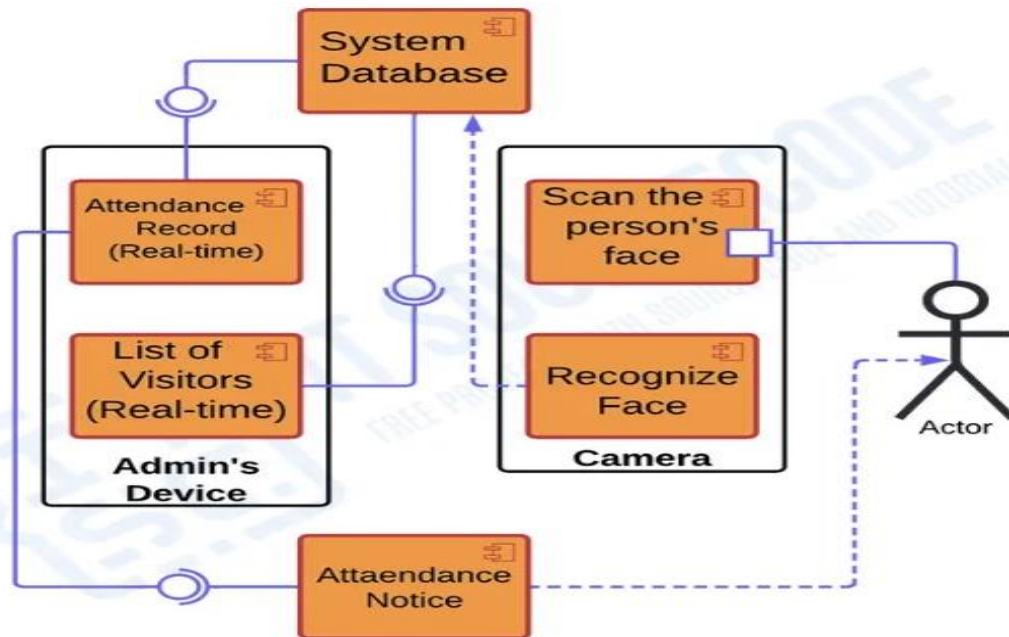 System
Database
Attendance
Record
(Real-time)
List of
Visitors
(Real-time)
Admin's
Device
Scan the
person's
face
Recognize
Face
Camera
Actor
Attaendance
Notice